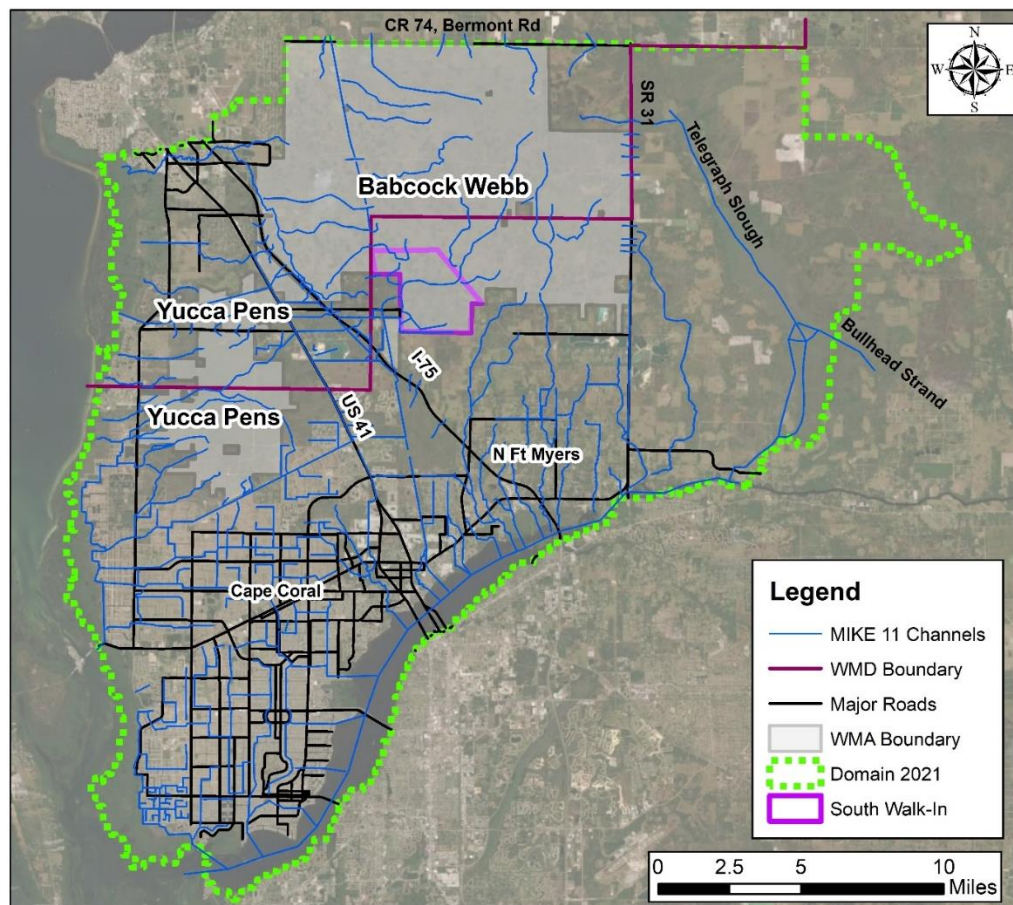 CR 74, Bermont Rd
N
W
E
S
SR 31
Telegraph Slough
Babcock Webb
Yucca Pens
Bullhead Strand
I-75
US 41
Yucca Pens
N Ft Myers
Cape Coral
Legend
MIKE 11 Channels
WMD Boundary
Major Roads
WMA Boundary
Domain 2021
South Walk-In
0 2.5 5 10
Miles